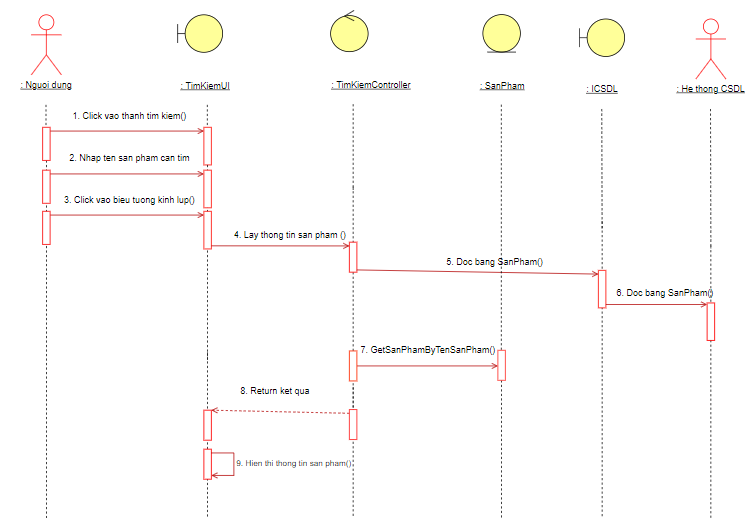 : Nguoi dung
: TimKiemUI
: TimKiemController
: SanPham
: ICSDL
: He thong CSDL
1. Click vao thanh tim kiem()
2. Nhap ten san pham can tim
3. Click vao bieu tuong kinh lup()
4. Lay thong tin san pham ()
5. Doc bang SanPham()
6. Doc bang SanPham()
7. GetSanPhamByTenSanPham()
8. Return ket qua
9. Hien thi thong tin san pham()